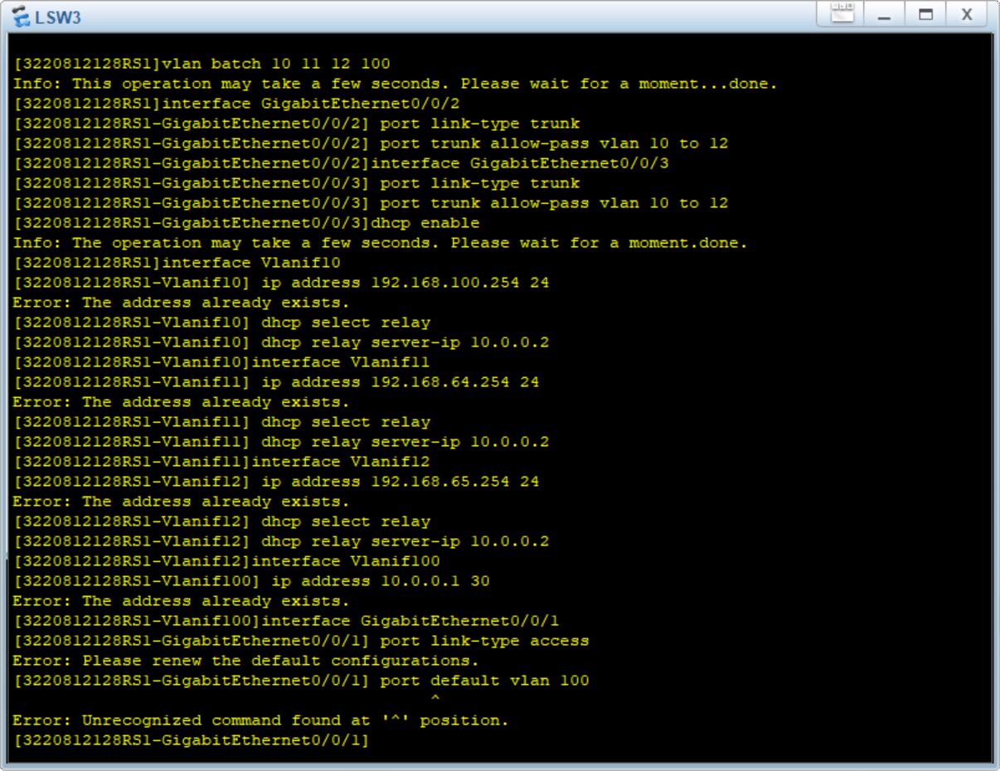 LSW3
[3220812128RS1]vlan batch 10 11 12 100
Info: This operation may take a few seconds. Please wait for a moment...done.
[3220812128RS1]interface GigabitEthernet0/0/2
[3220812128RS1-GigabitEthernet0/0/2] port link-type trunk
[3220812128RS1-GigabitEthernet0/0/2] port trunk allow-pass vlan 10 to 12
[3220812128RS1-GigabitEthernet0/0/2]interface GigabitEthernet0/0/3
[3220812128RS1-GigabitEthernet0/0/3] port link-type trunk
[3220812128RS1-GigabitEthernet0/0/3] port trunk allow-pass vlan 10 to 12
[3220812128RS1-GigabitEthernet0/0/3]dhcp enable
Info: The operation may take a few seconds. Please wait for a moment.done.
[3220812128RS1]interface Vlanif10
[3220812128RS1-Vlanif10] ip address 192.168.100.254 24
Error: The address already exists.
[3220812128RS1-Vlanif10] dhcp select relay
[3220812128RS1-Vlanif10] dhcp relay server-ip 10.0.0.2
[3220812128RS1-Vlanif10]interface Vlanif11
[3220812128RS1-Vlanif11] ip address 192.168.64.254 24
Error: The address already exists.
[3220812128RS1-Vlanif11] dhcp select relay
[3220812128RS1-Vlanif11] dhcp relay server-ip 10.0.0.2
[3220812128RS1-Vlanif11]interface Vlanif12
[3220812128RS1-Vlanif12] ip address 192.168.65.254 24
Error: The address already exists.
[3220812128RS1-Vlanif12] dhcp select relay
[3220812128RS1-Vlanif12] dhcp relay server-ip 10.0.0.2
[3220812128RS1-Vlanif12]interface Vlanif100
[3220812128RS1-Vlanif100] ip address 10.0.0.1 30
Error: The address already exists.
[3220812128RS1-Vlanif100]interface GigabitEthernet0/0/1
[3220812128RS1-GigabitEthernet0/0/1] port link-type access
Error: Please renew the default configurations.
[3220812128RS1-GigabitEthernet0/0/1] port default vlan 100
^
Error: Unrecognized command found at '^' position.
[3220812128RS1-GigabitEthernet0/0/1]